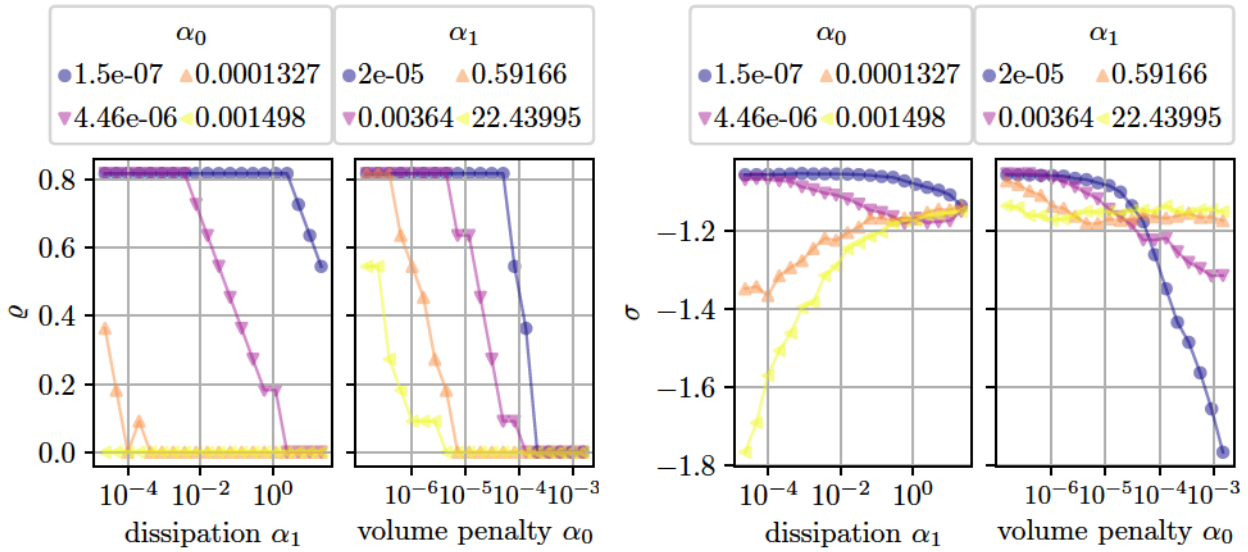 α₀ α₁ α₀ α₁
1.5e-07 0.0001327 2e-05 0.59166 1.5e-07 0.0001327 2e-05 0.59166
4.46e-06 0.001498 0.00364 22.43995 4.46e-06 0.001498 0.00364 22.43995
0.8
0.6
0.4
0.2
0.0
ϱ
10⁻⁴ 10⁻² 10⁰ 10⁻⁶ 10⁻⁵ 10⁻⁴ 10⁻³
dissipation α₁ volume penalty α₀
−1.2
−1.4
−1.6
−1.8
σ
10⁻⁴ 10⁻² 10⁰ 10⁻⁶ 10⁻⁵ 10⁻⁴ 10⁻³
dissipation α₁ volume penalty α₀